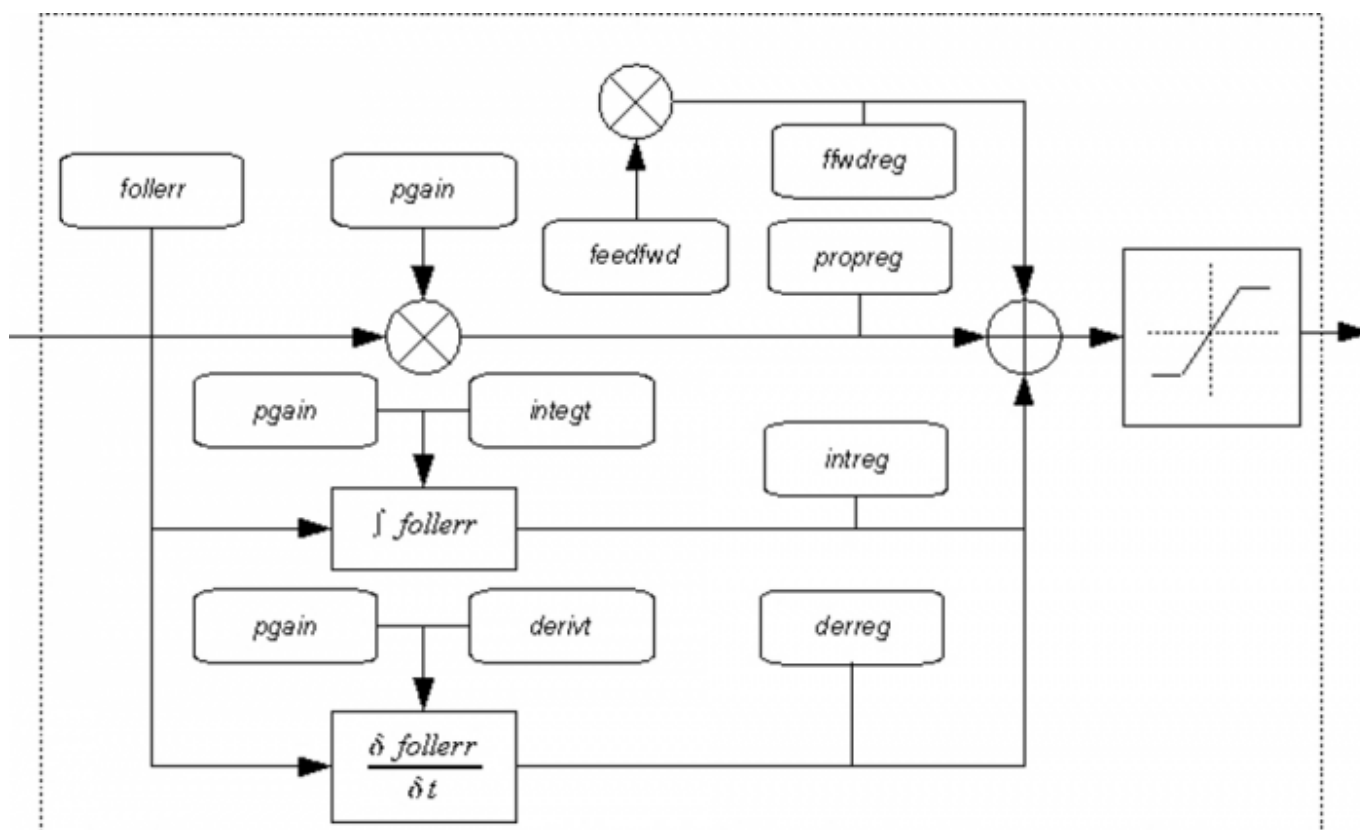 ffwdreg
follerr
pgain
feedfwd
propreg
pgain
integt
intreg
∫ follerr
pgain
derivt
derreg
δ follerr
δ t